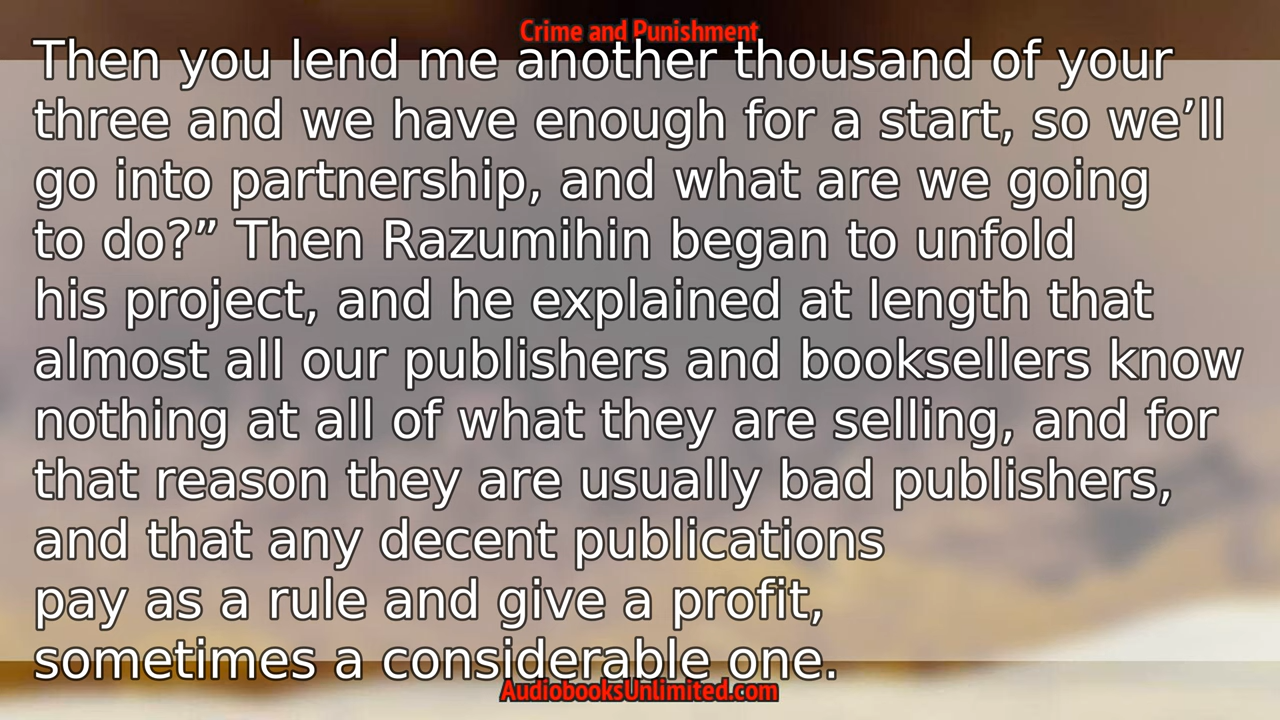 Crime and Punishment
Then you lend me another thousand of your
three and we have enough for a start, so we’ll
go into partnership, and what are we going
to do?” Then Razumihin began to unfold
his project, and he explained at length that
almost all our publishers and booksellers know
nothing at all of what they are selling, and for
that reason they are usually bad publishers,
and that any decent publications
pay as a rule and give a profit,
sometimes a considerable one.
AudiobooksUnlimited.com